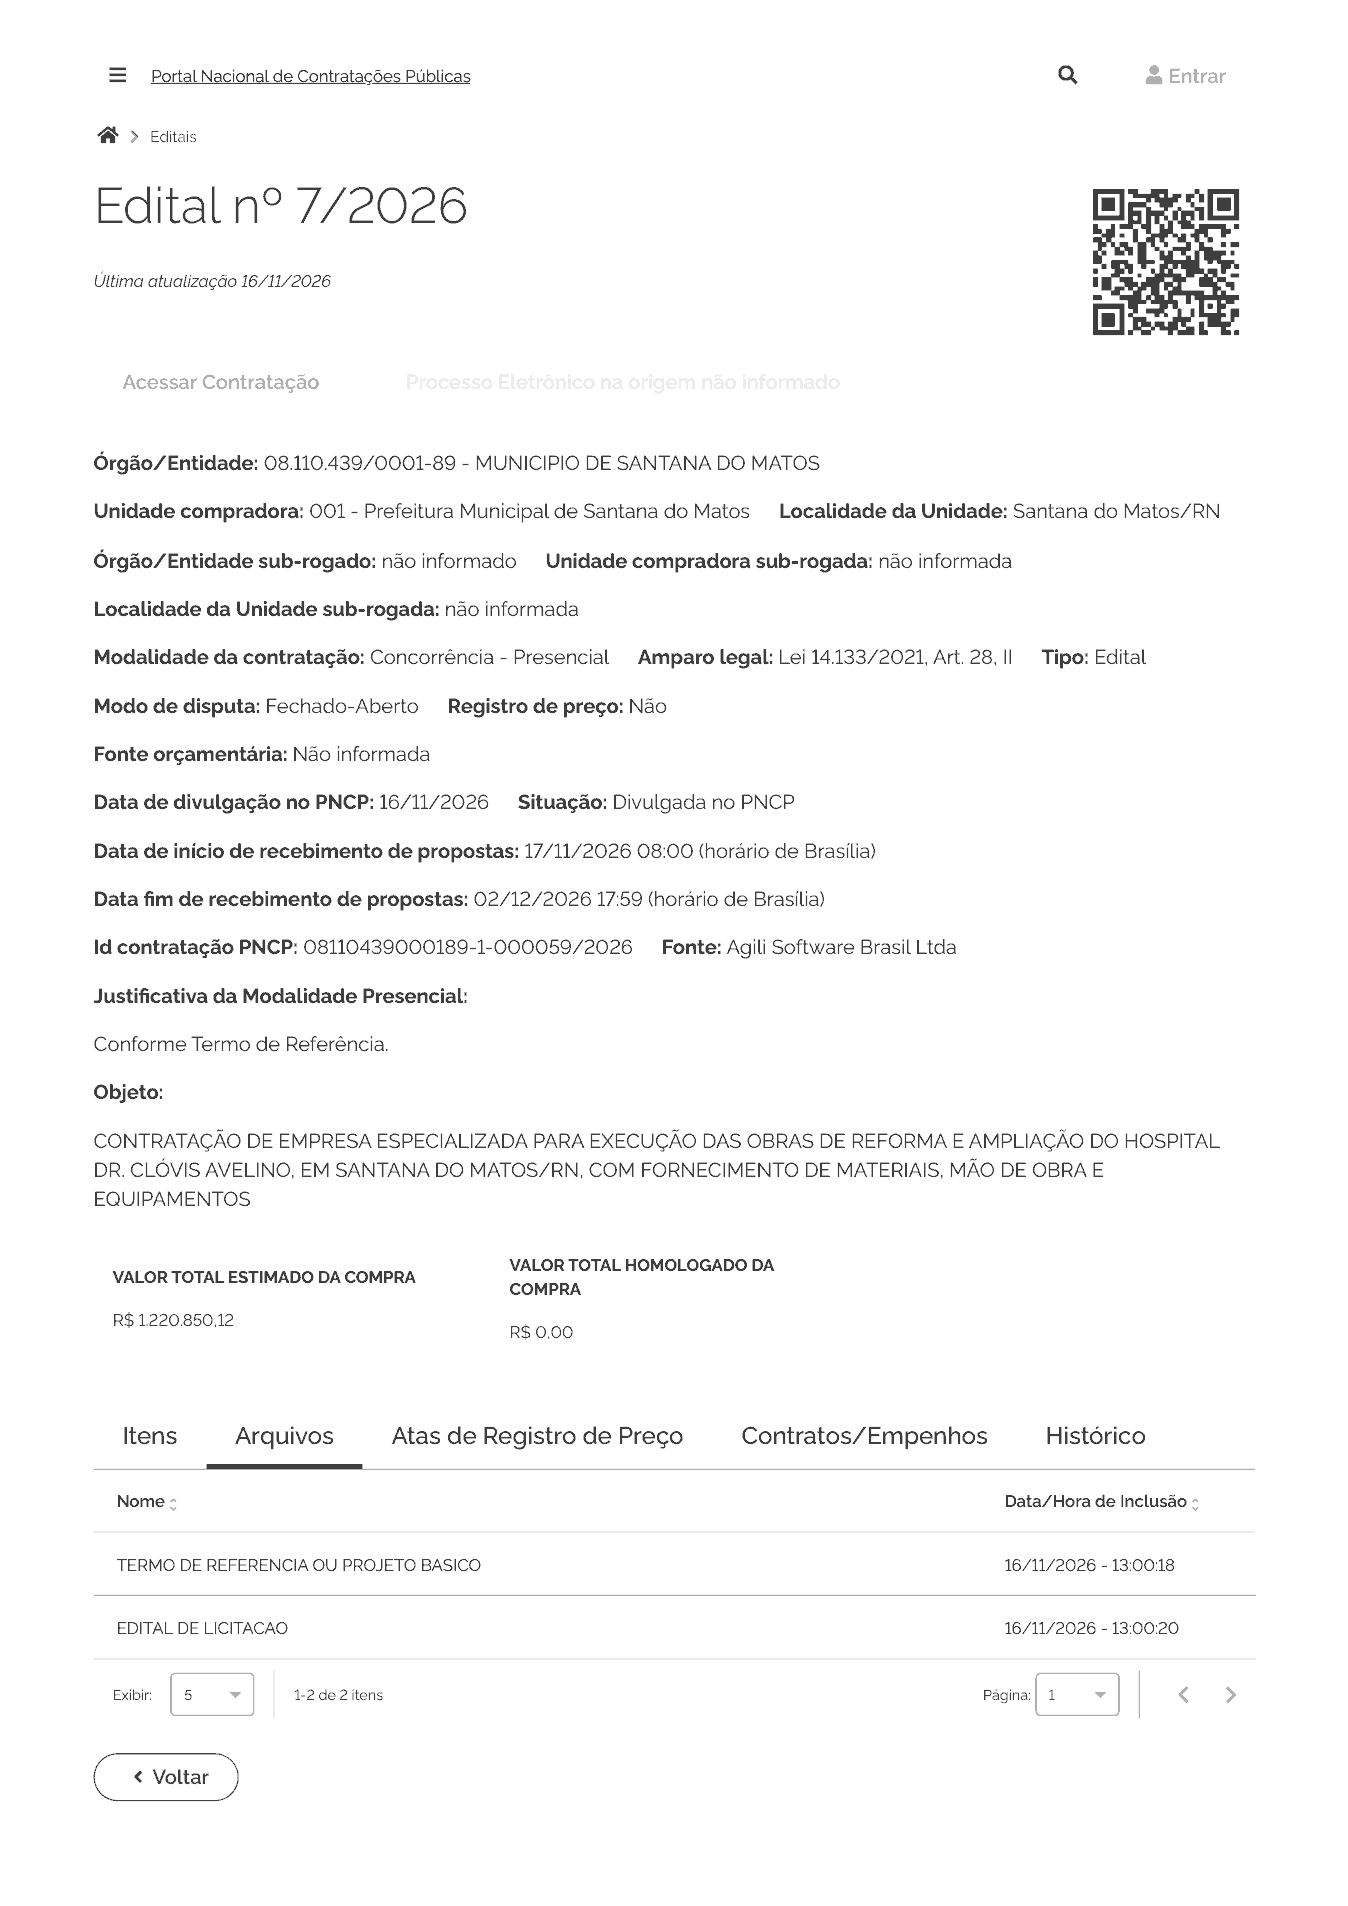 Portal Nacional de Contratações Públicas
Entrar
Editais
Edital nº 7/2026
Última atualização 16/11/2026
Acessar Contratação Processo Eletrônico na origem não informado
Órgão/Entidade: 08.110.439/0001-89 - MUNICIPIO DE SANTANA DO MATOS
Unidade compradora: 001 - Prefeitura Municipal de Santana do Matos Localidade da Unidade: Santana do Matos/RN
Órgão/Entidade sub-rogado: não informado Unidade compradora sub-rogada: não informada
Localidade da Unidade sub-rogada: não informada
Modalidade da contratação: Concorrência - Presencial Amparo legal: Lei 14.133/2021, Art. 28, II Tipo: Edital
Modo de disputa: Fechado-Aberto Registro de preço: Não
Fonte orçamentária: Não informada
Data de divulgação no PNCP: 16/11/2026 Situação: Divulgada no PNCP
Data de início de recebimento de propostas: 17/11/2026 08:00 (horário de Brasília)
Data fim de recebimento de propostas: 02/12/2026 17:59 (horário de Brasília)
Id contratação PNCP: 08110439000189-1-000059/2026 Fonte: Agili Software Brasil Ltda
Justificativa da Modalidade Presencial:
Conforme Termo de Referência.
Objeto:
CONTRATAÇÃO DE EMPRESA ESPECIALIZADA PARA EXECUÇÃO DAS OBRAS DE REFORMA E AMPLIAÇÃO DO HOSPITAL
DR. CLÓVIS AVELINO, EM SANTANA DO MATOS/RN, COM FORNECIMENTO DE MATERIAIS, MÃO DE OBRA E
EQUIPAMENTOS
VALOR TOTAL ESTIMADO DA COMPRA
R$ 1.220.850,12
VALOR TOTAL HOMOLOGADO DA
COMPRA
R$ 0,00
Itens Arquivos Atas de Registro de Preço Contratos/Empenhos Histórico
Nome Data/Hora de Inclusão
TERMO DE REFERENCIA OU PROJETO BASICO 16/11/2026 - 13:00:18
EDITAL DE LICITACAO 16/11/2026 - 13:00:20
Exibir: 5 1-2 de 2 itens Página: 1
Voltar